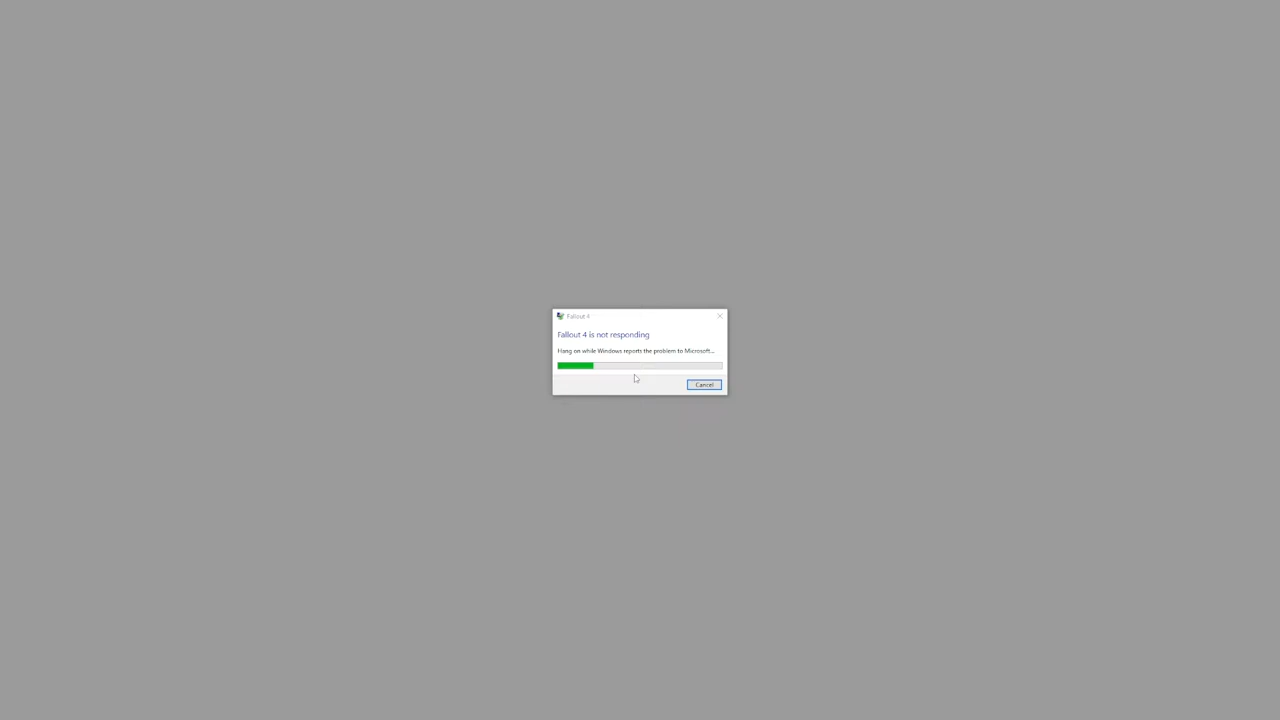 Fallout 4
Fallout 4 is not responding
Hang on while Windows reports the problem to Microsoft...
Cancel